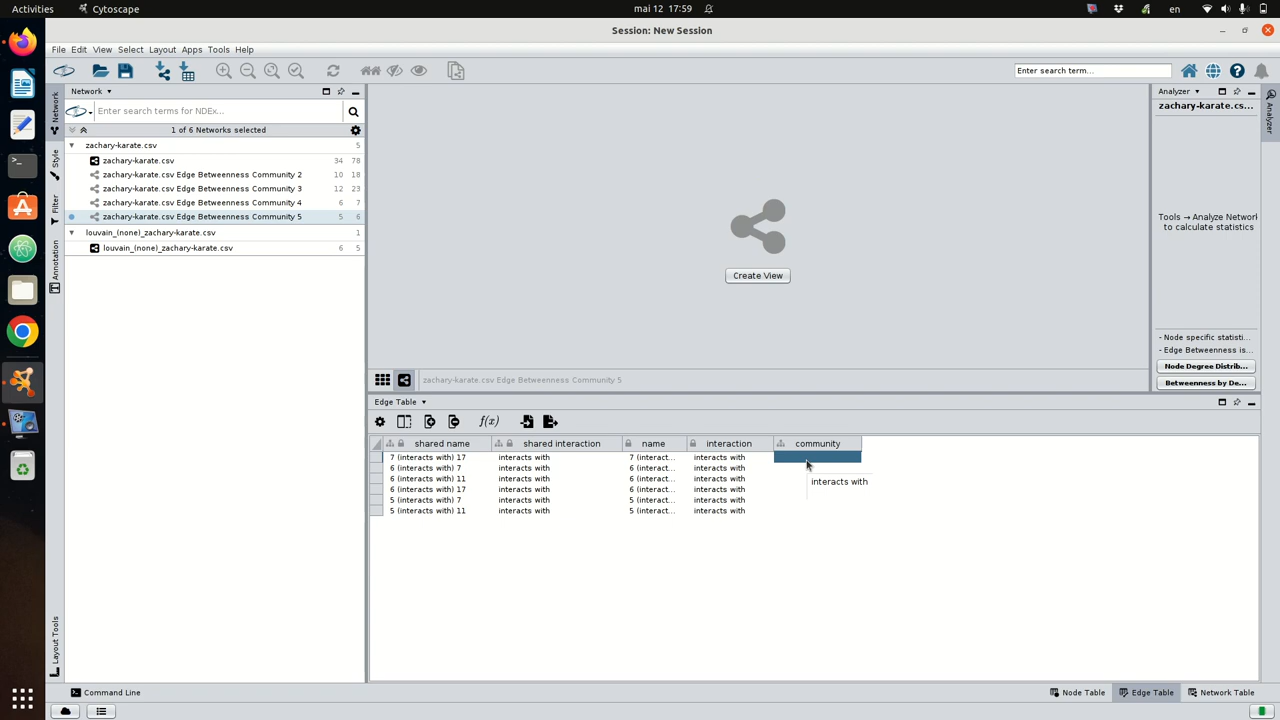 Activities Cytoscape mai 12 17:59 en
Session: New Session
File Edit View Select Layout Apps Tools Help
Enter search term...
Network
Enter search terms for NDEx...
1 of 6 Networks selected
zachary-karate.csv 5
zachary-karate.csv 34 78
zachary-karate.csv Edge Betweenness Community 2 10 18
zachary-karate.csv Edge Betweenness Community 3 12 23
zachary-karate.csv Edge Betweenness Community 4 6 7
zachary-karate.csv Edge Betweenness Community 5 5 6
louvain_(none)_zachary-karate.csv 1
louvain_(none)_zachary-karate.csv 6 5
Network
Style
Filter
Annotation
Layout Tools
Create View
zachary-karate.csv Edge Betweenness Community 5
Analyzer
zachary-karate.cs...
Tools → Analyze Network
to calculate statistics
- Node specific statisti...
- Edge Betweenness is...
Node Degree Distrib...
Betweenness by De...
Analyzer
Edge Table
f(x)
shared name shared interaction name interaction community
7 (interacts with) 17 interacts with 7 (interact... interacts with
6 (interacts with) 7 interacts with 6 (interact... interacts with
6 (interacts with) 11 interacts with 6 (interact... interacts with
6 (interacts with) 17 interacts with 6 (interact... interacts with
5 (interacts with) 7 interacts with 5 (interact... interacts with
5 (interacts with) 11 interacts with 5 (interact... interacts with
interacts with
Command Line Node Table Edge Table Network Table